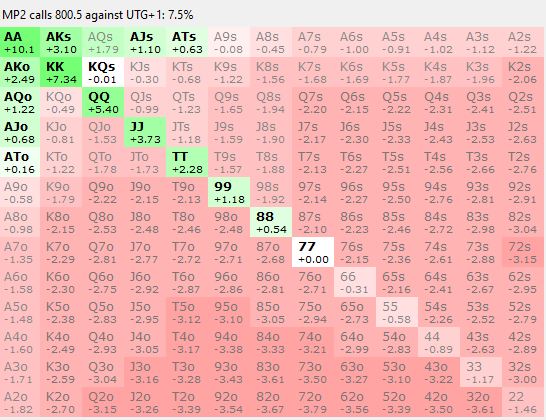 MP2 calls 800.5 against UTG+1: 7.5%
AA AKs AQs AJs ATs A9s A8s A7s A6s A5s A4s A3s A2s
+10.1 +3.10 +1.79 +1.10 +0.63 -0.08 -0.45 -0.79 -1.00 -0.91 -1.02 -1.12 -1.22
AKo KK KQs KJs KTs K9s K8s K7s K6s K5s K4s K3s K2s
+2.49 +7.34 -0.01 -0.30 -0.68 -1.22 -1.56 -1.68 -1.69 -1.77 -1.87 -1.96 -2.06
AQo KQo QQ QJs QTs Q9s Q8s Q7s Q6s Q5s Q4s Q3s Q2s
+1.22 -0.49 +5.40 -0.99 -1.23 -1.65 -1.94 -2.20 -2.15 -2.22 -2.31 -2.41 -2.51
AJo KJo QJo JJ JTs J9s J8s J7s J6s J5s J4s J3s J2s
+0.68 -0.81 -1.53 +3.73 -1.18 -1.59 -1.90 -2.17 -2.30 -2.33 -2.43 -2.53 -2.63
ATo KTo QTo JTo TT T9s T8s T7s T6s T5s T4s T3s T2s
+0.16 -1.22 -1.78 -1.73 +2.28 -1.57 -1.88 -2.13 -2.27 -2.51 -2.56 -2.66 -2.76
A9o K9o Q9o J9o T9o 99 98s 97s 96s 95s 94s 93s 92s
-0.58 -1.79 -2.22 -2.15 -2.13 +1.18 -1.92 -2.14 -2.27 -2.50 -2.76 -2.81 -2.91
A8o K8o Q8o J8o T8o 98o 88 87s 86s 85s 84s 83s 82s
-0.98 -2.15 -2.53 -2.48 -2.46 -2.48 +0.54 -2.10 -2.23 -2.46 -2.72 -2.98 -3.04
A7o K7o Q7o J7o T7o 97o 87o 77 76s 75s 74s 73s 72s
-1.35 -2.29 -2.81 -2.77 -2.72 -2.71 -2.68 +0.00 -2.15 -2.36 -2.61 -2.88 -3.15
A6o K6o Q6o J6o T6o 96o 86o 76o 66 65s 64s 63s 62s
-1.58 -2.30 -2.75 -2.92 -2.87 -2.86 -2.81 -2.73 -0.31 -2.16 -2.41 -2.67 -2.95
A5o K5o Q5o J5o T5o 95o 85o 75o 65o 55 54s 53s 52s
-1.48 -2.38 -2.83 -2.95 -3.12 -3.10 -3.05 -2.94 -2.73 -0.58 -2.26 -2.52 -2.79
A4o K4o Q4o J4o T4o 94o 84o 74o 64o 54o 44 43s 42s
-1.60 -2.49 -2.93 -3.05 -3.17 -3.38 -3.33 -3.21 -2.99 -2.83 -0.89 -2.63 -2.89
A3o K3o Q3o J3o T3o 93o 83o 73o 63o 53o 43o 33 32s
-1.71 -2.59 -3.04 -3.16 -3.28 -3.43 -3.61 -3.50 -3.26 -3.10 -3.22 -1.17 -3.00
A2o K2o Q2o J2o T2o 92o 82o 72o 62o 52o 42o 32o 22
-1.82 -2.70 -3.15 -3.26 -3.39 -3.54 -3.67 -3.79 -3.56 -3.39 -3.50 -3.62 -1.46